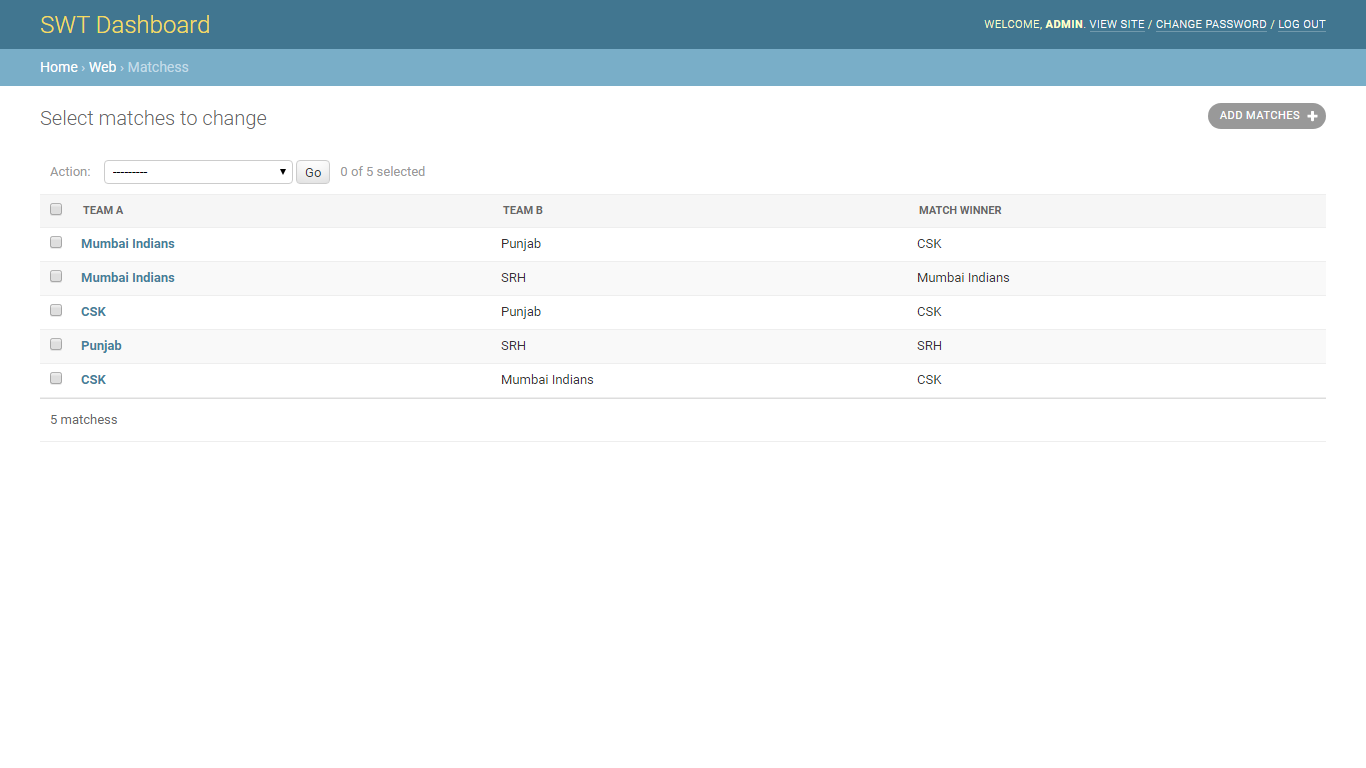 SWT Dashboard
WELCOME, ADMIN. VIEW SITE / CHANGE PASSWORD / LOG OUT
Home › Web › Matchess
Select matches to change
ADD MATCHES +
Action: --------- Go 0 of 5 selected
TEAM A TEAM B MATCH WINNER
Mumbai Indians Punjab CSK
Mumbai Indians SRH Mumbai Indians
CSK Punjab CSK
Punjab SRH SRH
CSK Mumbai Indians CSK
5 matchess